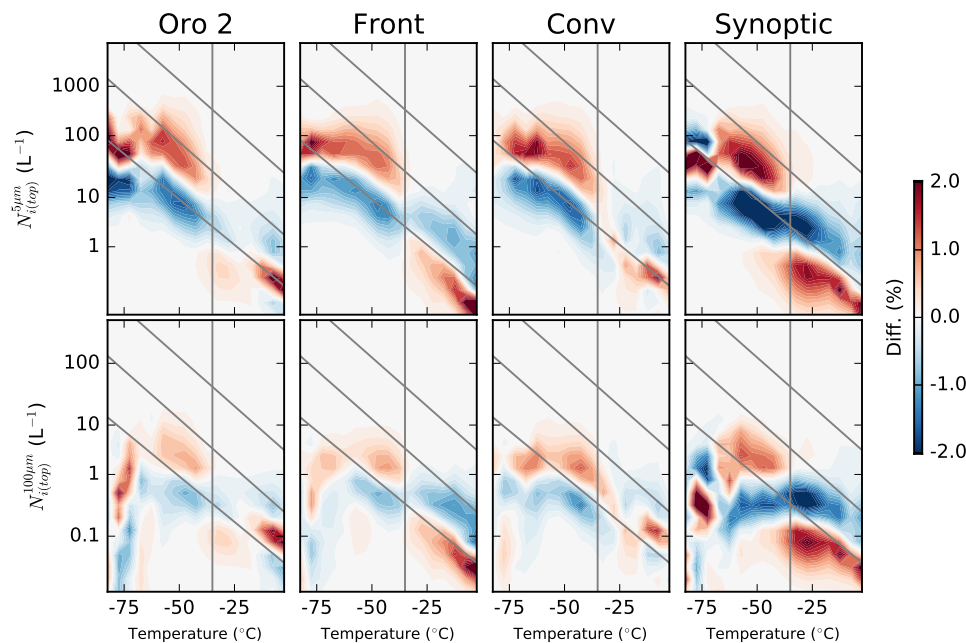 Oro 2 Front Conv Synoptic
1000
100
10
1
N_{i(top)}^{5μm} (L⁻¹)
100
10
1
0.1
N_{i(top)}^{100μm} (L⁻¹)
-75 -50 -25 -75 -50 -25 -75 -50 -25 -75 -50 -25
Temperature (°C) Temperature (°C) Temperature (°C) Temperature (°C)
2.0
1.0
0.0
-1.0
-2.0
Diff. (%)